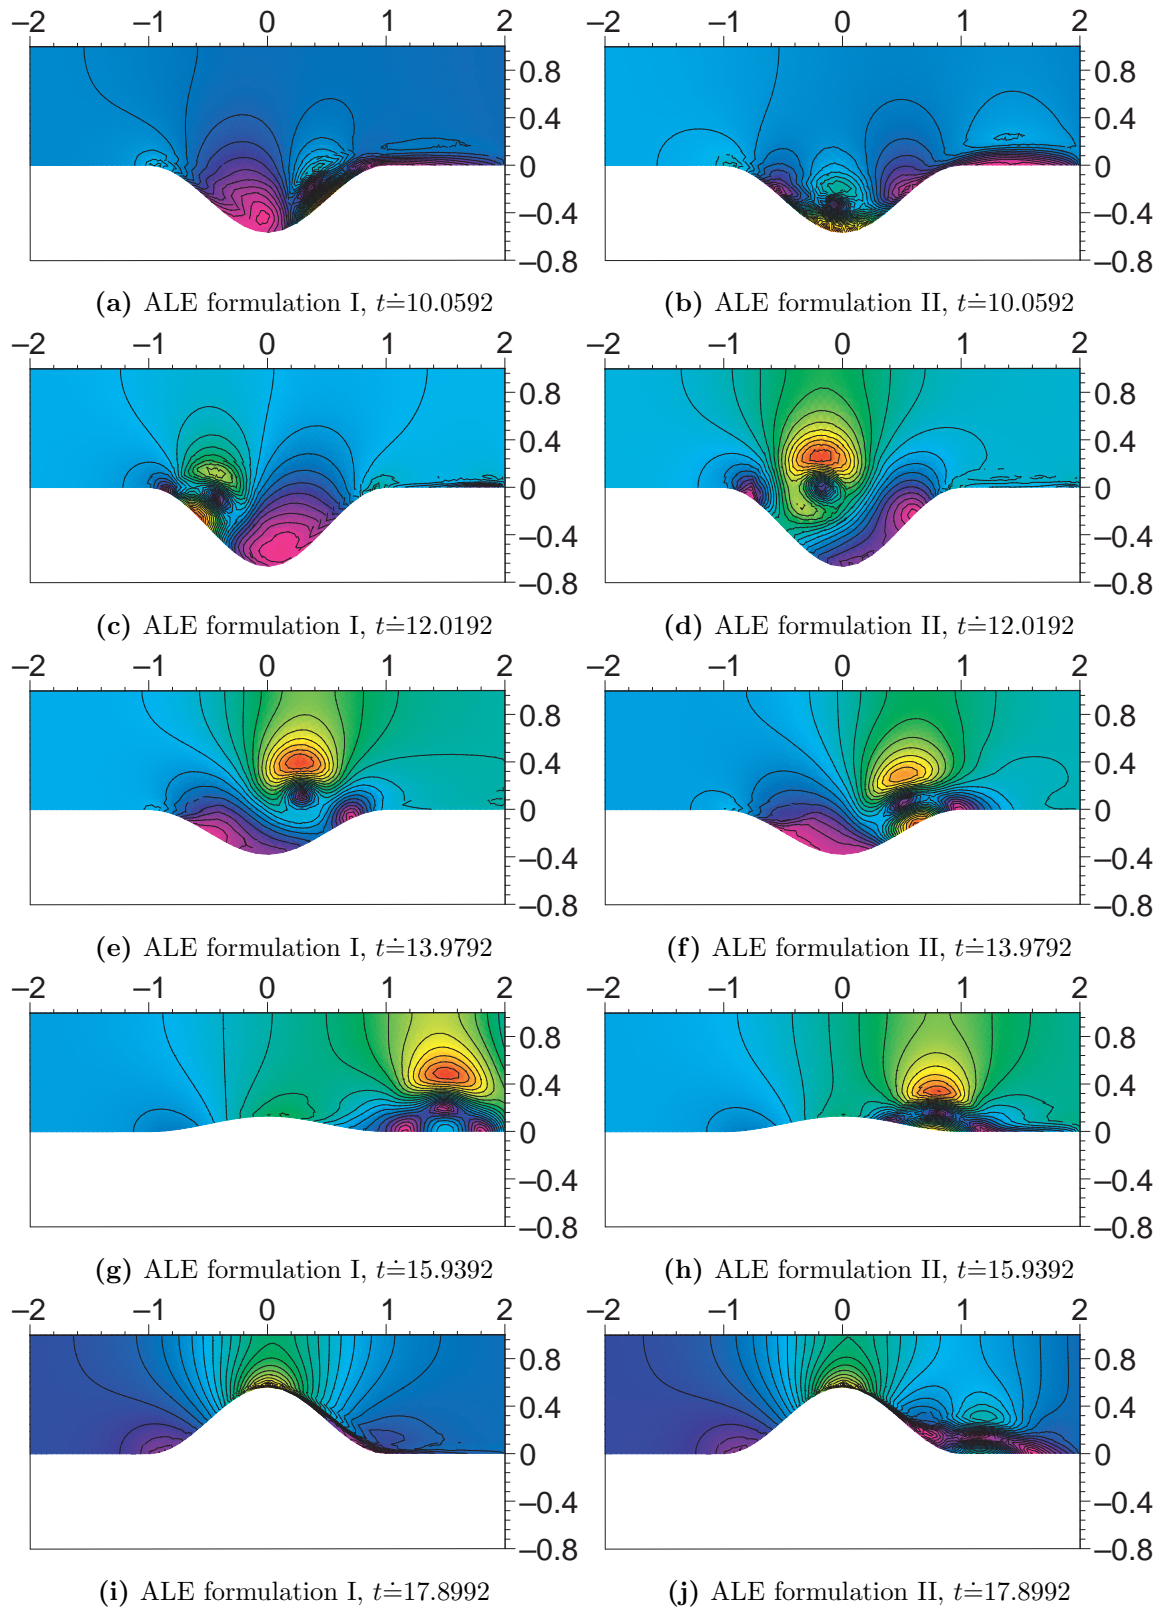 −2 −1 0 1 2 −2 −1 0 1 2
0.8 0.8
0.4 0.4
0 0
−0.4 −0.4
−0.8 −0.8
(a) ALE formulation I, t≐10.0592 (b) ALE formulation II, t≐10.0592
−2 −1 0 1 2 −2 −1 0 1 2
0.8 0.8
0.4 0.4
0 0
−0.4 −0.4
−0.8 −0.8
(c) ALE formulation I, t≐12.0192 (d) ALE formulation II, t≐12.0192
−2 −1 0 1 2 −2 −1 0 1 2
0.8 0.8
0.4 0.4
0 0
−0.4 −0.4
−0.8 −0.8
(e) ALE formulation I, t≐13.9792 (f) ALE formulation II, t≐13.9792
−2 −1 0 1 2 −2 −1 0 1 2
0.8 0.8
0.4 0.4
0 0
−0.4 −0.4
−0.8 −0.8
(g) ALE formulation I, t≐15.9392 (h) ALE formulation II, t≐15.9392
−2 −1 0 1 2 −2 −1 0 1 2
0.8 0.8
0.4 0.4
0 0
−0.4 −0.4
−0.8 −0.8
(i) ALE formulation I, t≐17.8992 (j) ALE formulation II, t≐17.8992